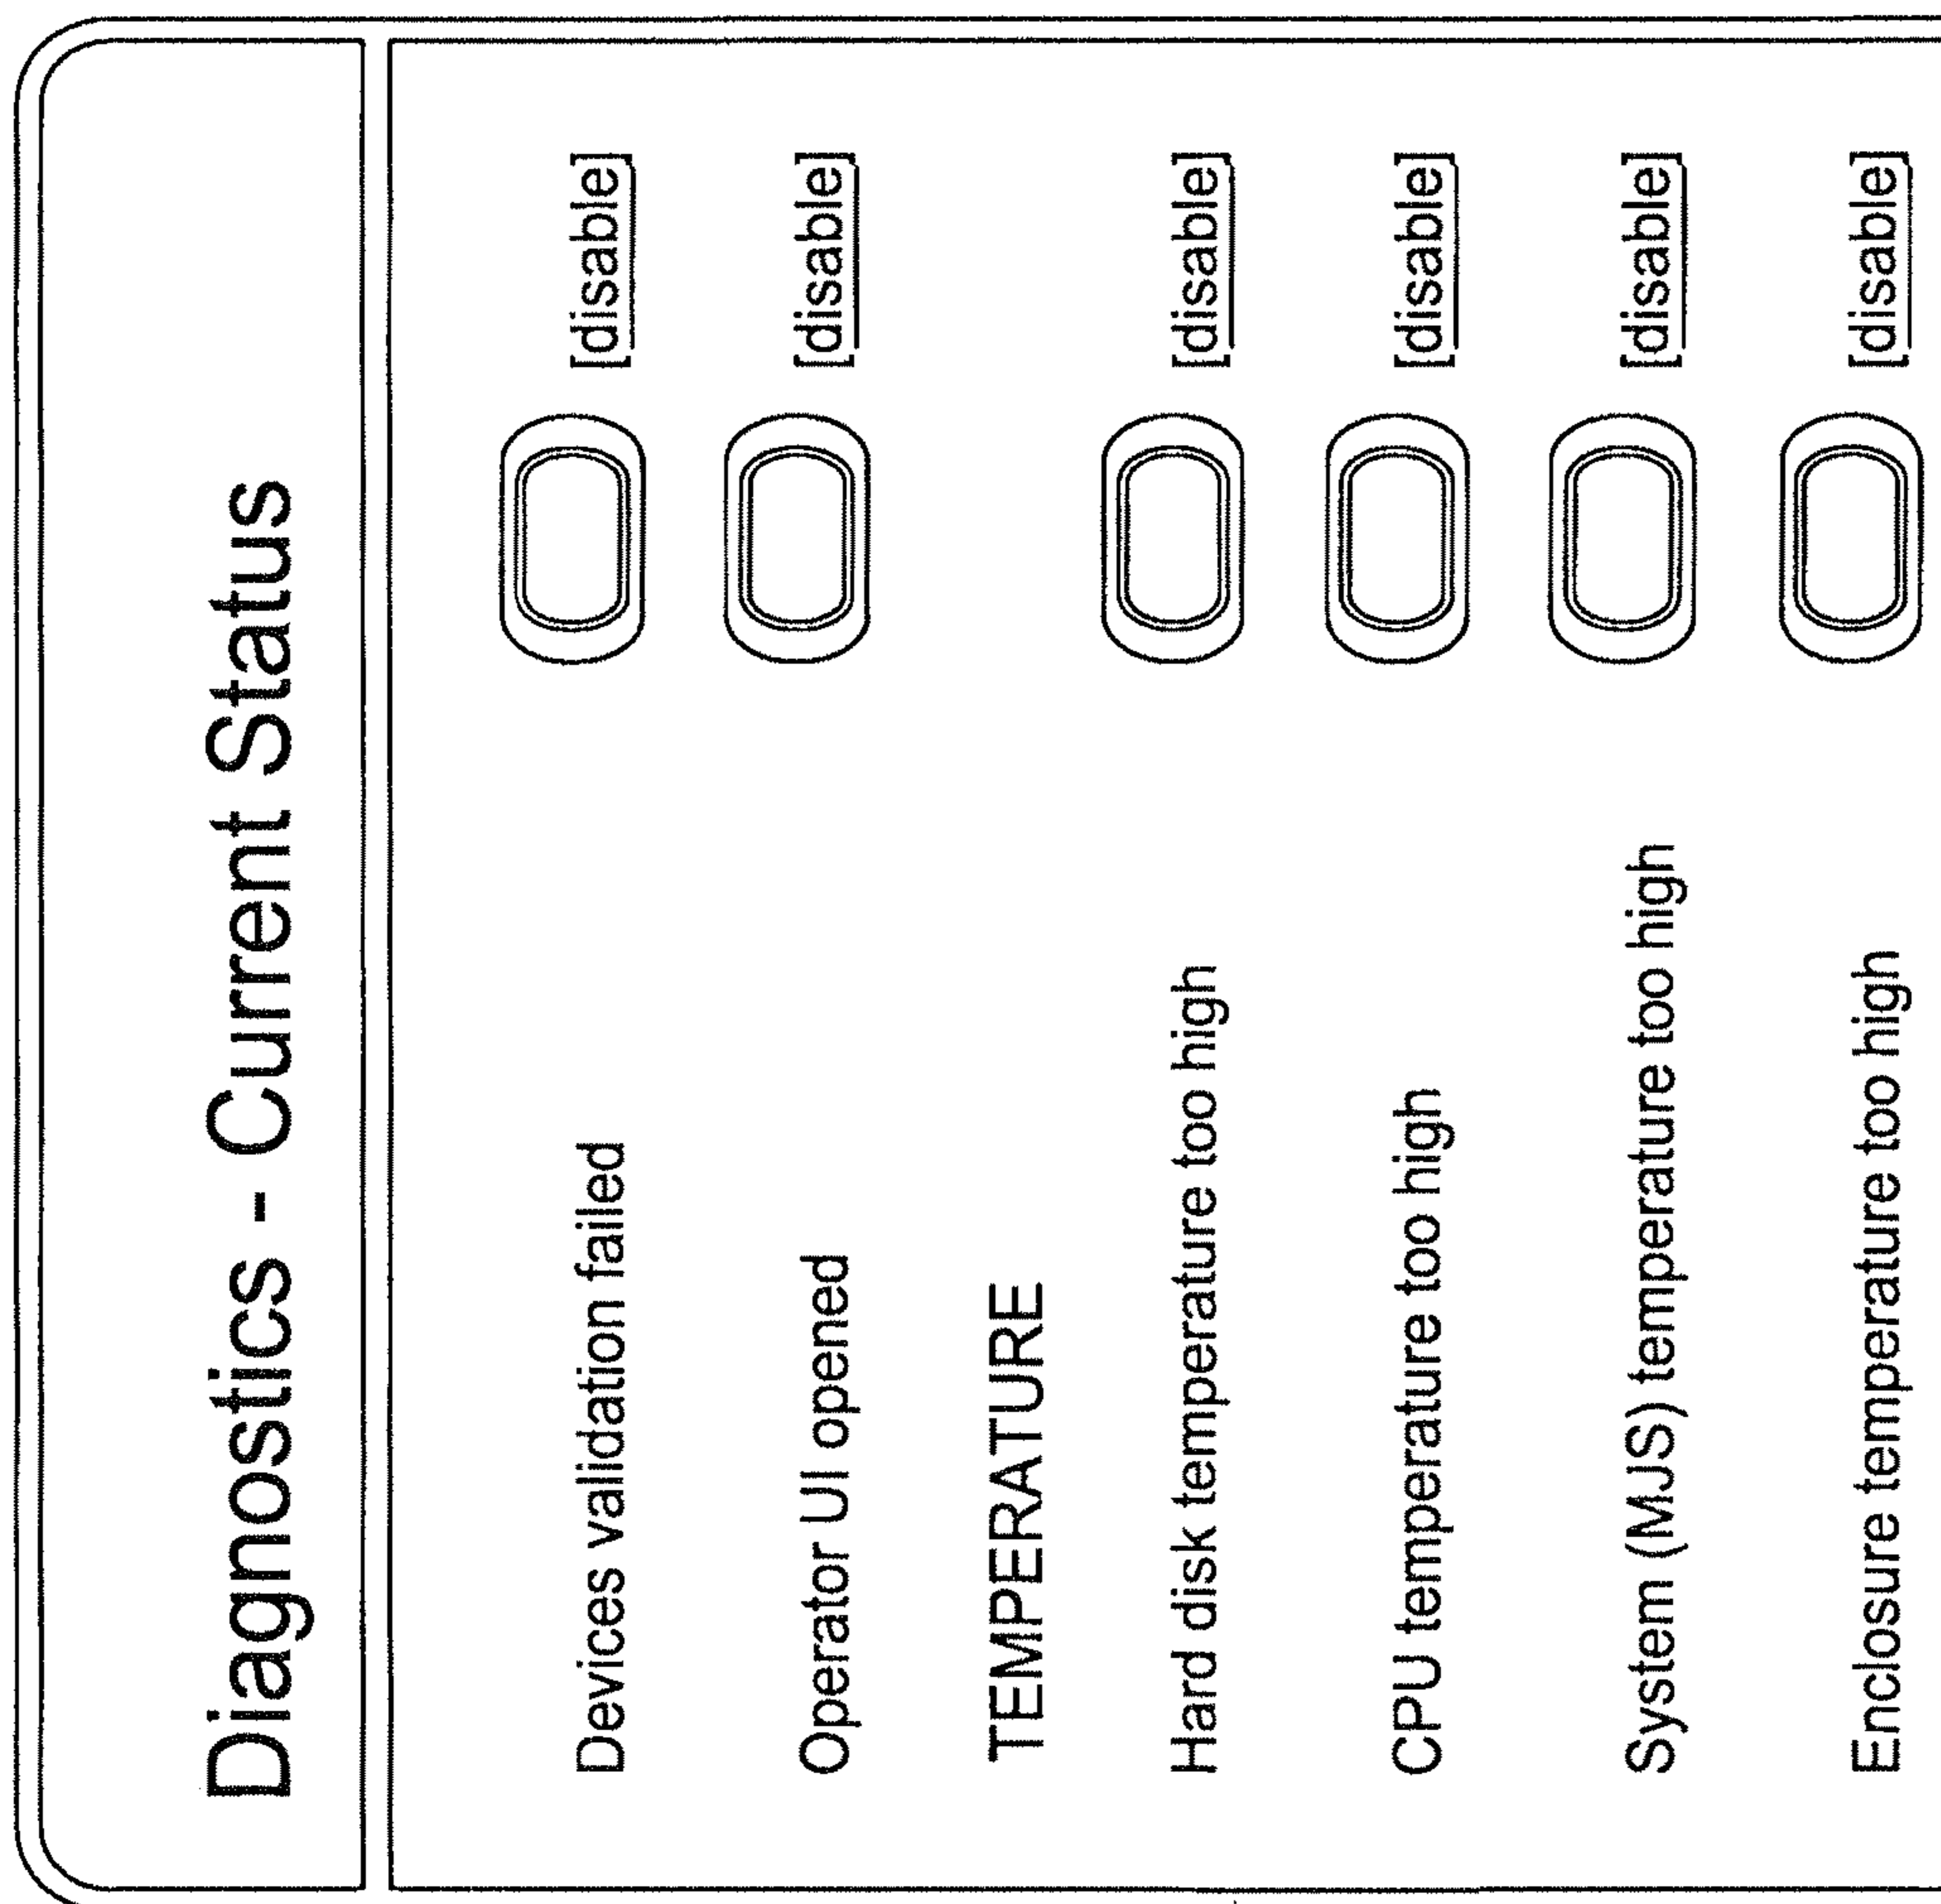 Diagnostics - Current Status
Devices validation failed [disable]
Operator UI opened [disable]
TEMPERATURE
Hard disk temperature too high [disable]
CPU temperature too high [disable]
System (MJS) temperature too high [disable]
Enclosure temperature too high [disable]